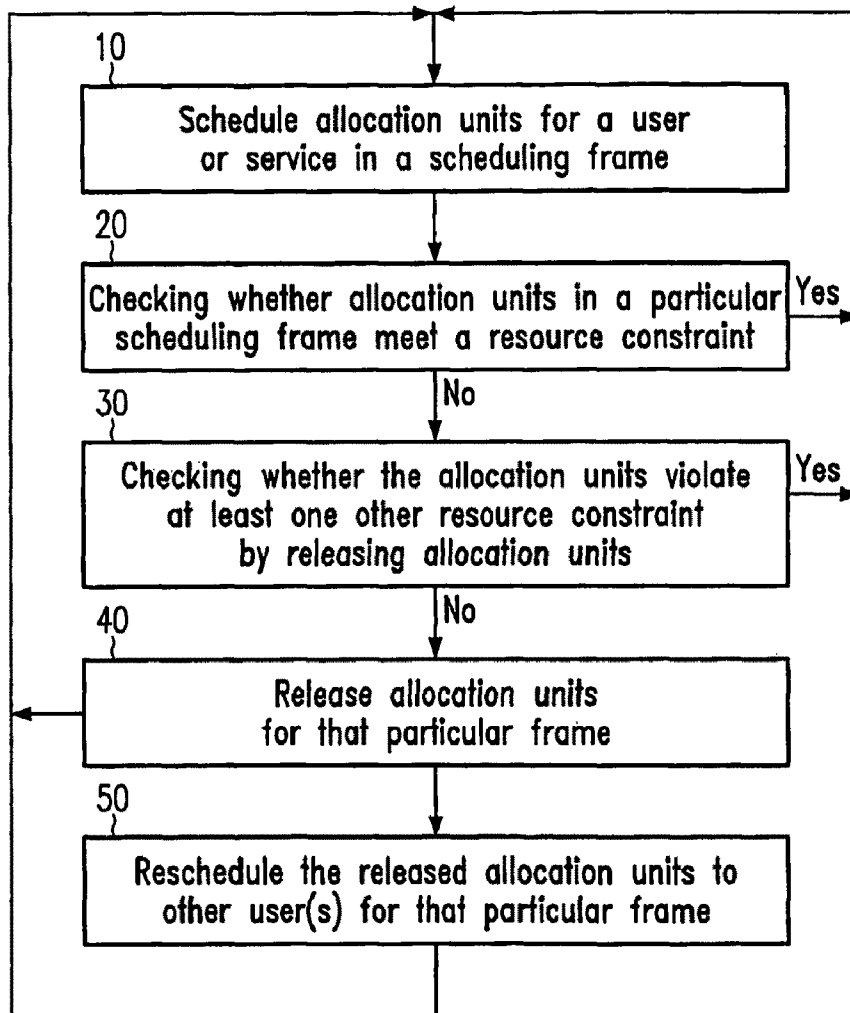 10
Schedule allocation units for a user
or service in a scheduling frame
20
Checking whether allocation units in a particular
scheduling frame meet a resource constraint
Yes
No
30
Checking whether the allocation units violate
at least one other resource constraint
by releasing allocation units
Yes
No
40
Release allocation units
for that particular frame
50
Reschedule the released allocation units to
other user(s) for that particular frame